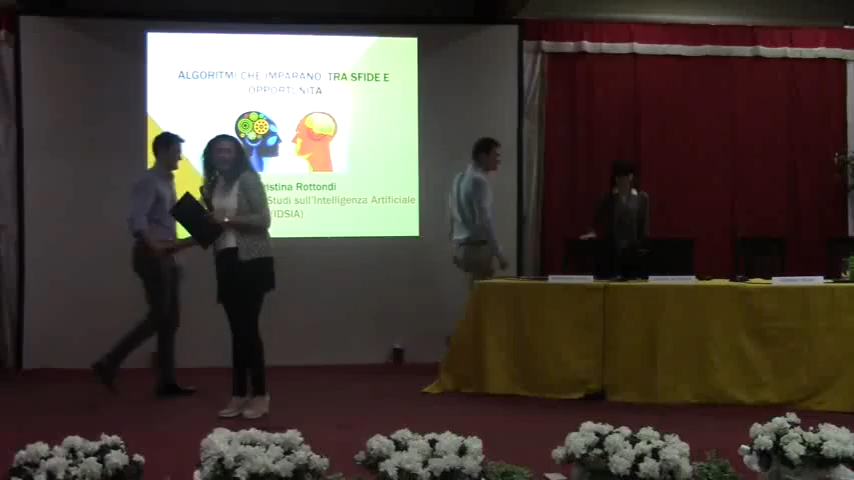 ALGORITMI CHE IMPARANO: TRA SFIDE E
OPPORTUNITÀ
istina Rottondi
Studi sull'Intelligenza Artificiale
(IDSIA)